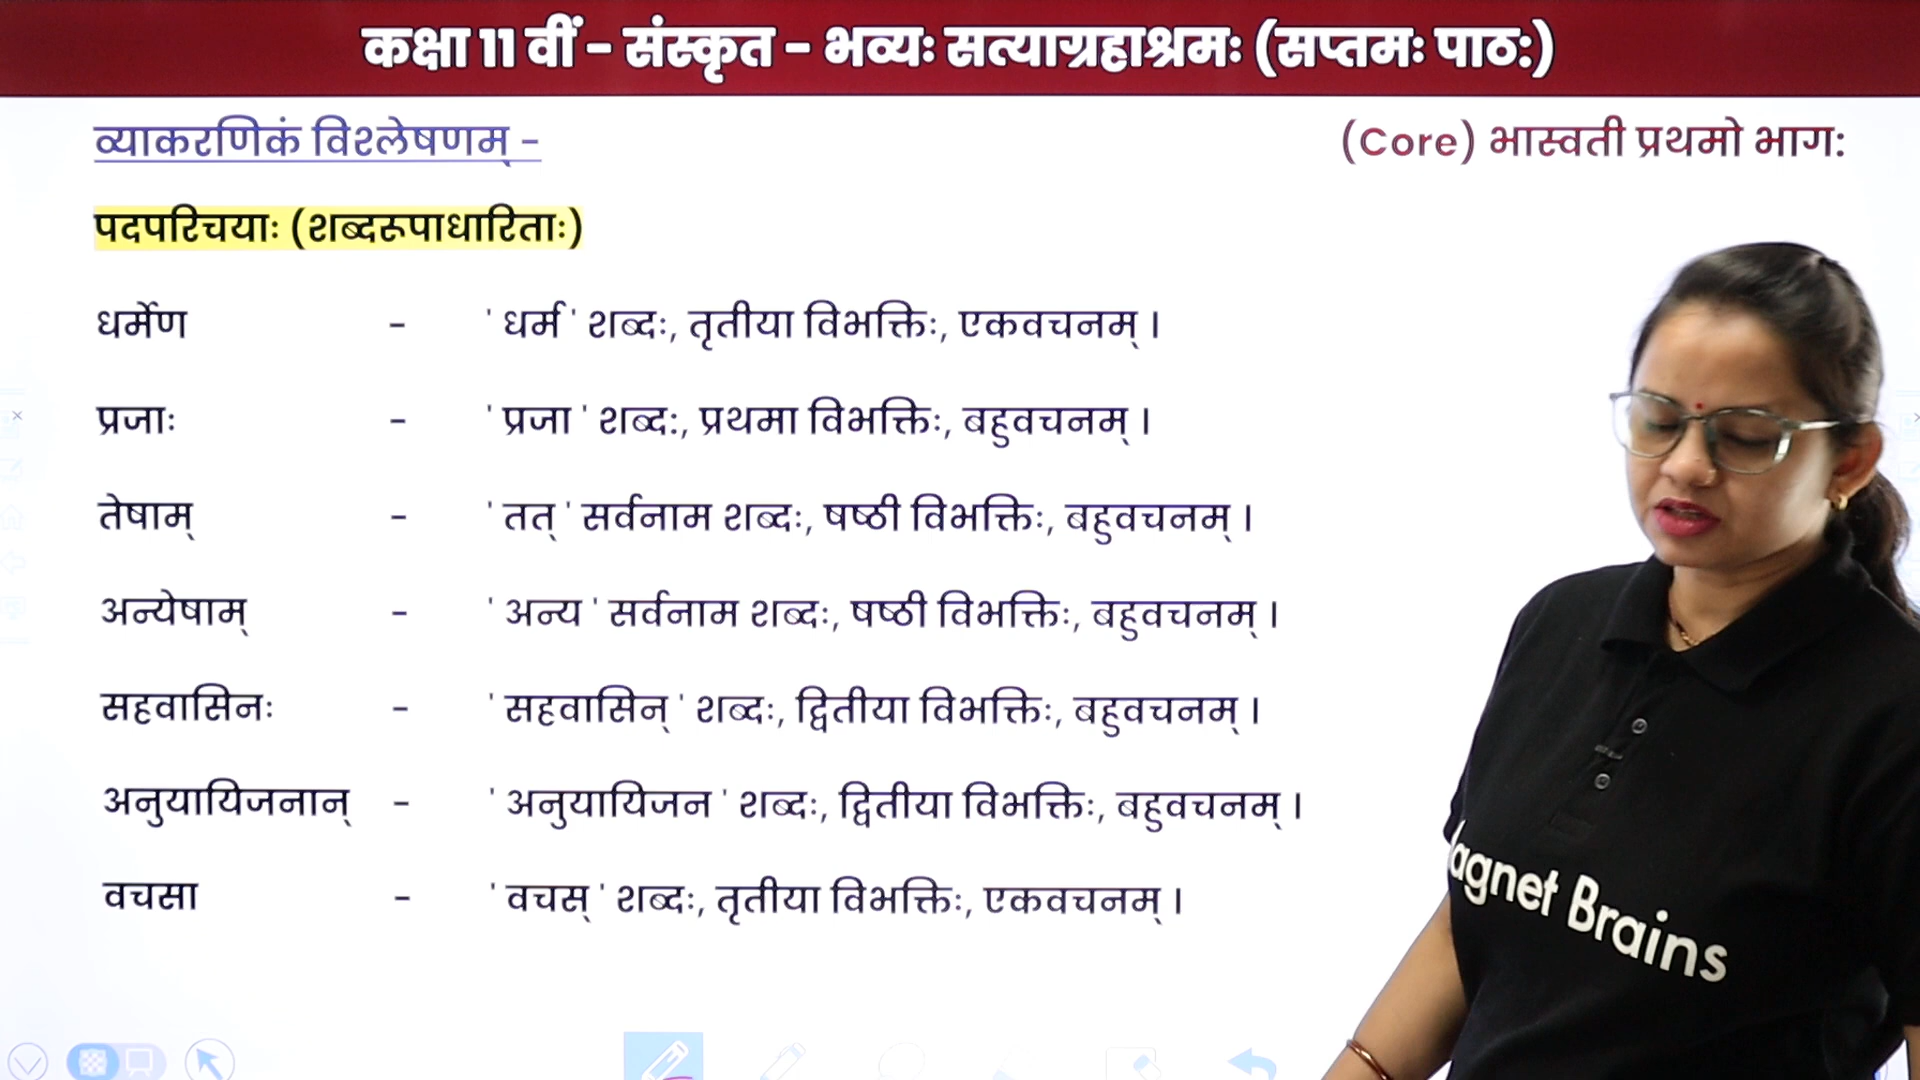 कक्षा 11 वीं - संस्कृत - भव्यः सत्याग्रहाश्रमः (सप्तमः पाठः)
व्याकरणिकं विश्लेषणम् -
(Core) भास्वती प्रथमो भागः
पदपरिचयाः (शब्दरूपाधारिताः)
धर्मेण - ' धर्म ' शब्दः, तृतीया विभक्तिः, एकवचनम् ।
प्रजाः - ' प्रजा ' शब्दः, प्रथमा विभक्तिः, बहुवचनम् ।
तेषाम् - ' तत् ' सर्वनाम शब्दः, षष्ठी विभक्तिः, बहुवचनम् ।
अन्येषाम् - ' अन्य ' सर्वनाम शब्दः, षष्ठी विभक्तिः, बहुवचनम् ।
सहवासिनः - ' सहवासिन् ' शब्दः, द्वितीया विभक्तिः, बहुवचनम् ।
अनुयायिजनान् - ' अनुयायिजन ' शब्दः, द्वितीया विभक्तिः, बहुवचनम् ।
वचसा - ' वचस् ' शब्दः, तृतीया विभक्तिः, एकवचनम् ।
agnet Brains